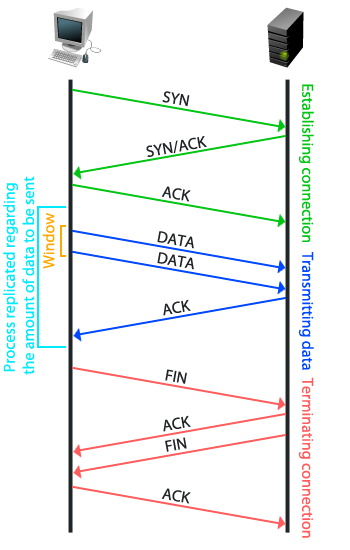 SYN
SYN/ACK
ACK
Establishing connection
Process replicated regarding
the amount of data to be sent
Window
DATA
DATA
ACK
Transmitting data
FIN
ACK
FIN
ACK
Terminating connection